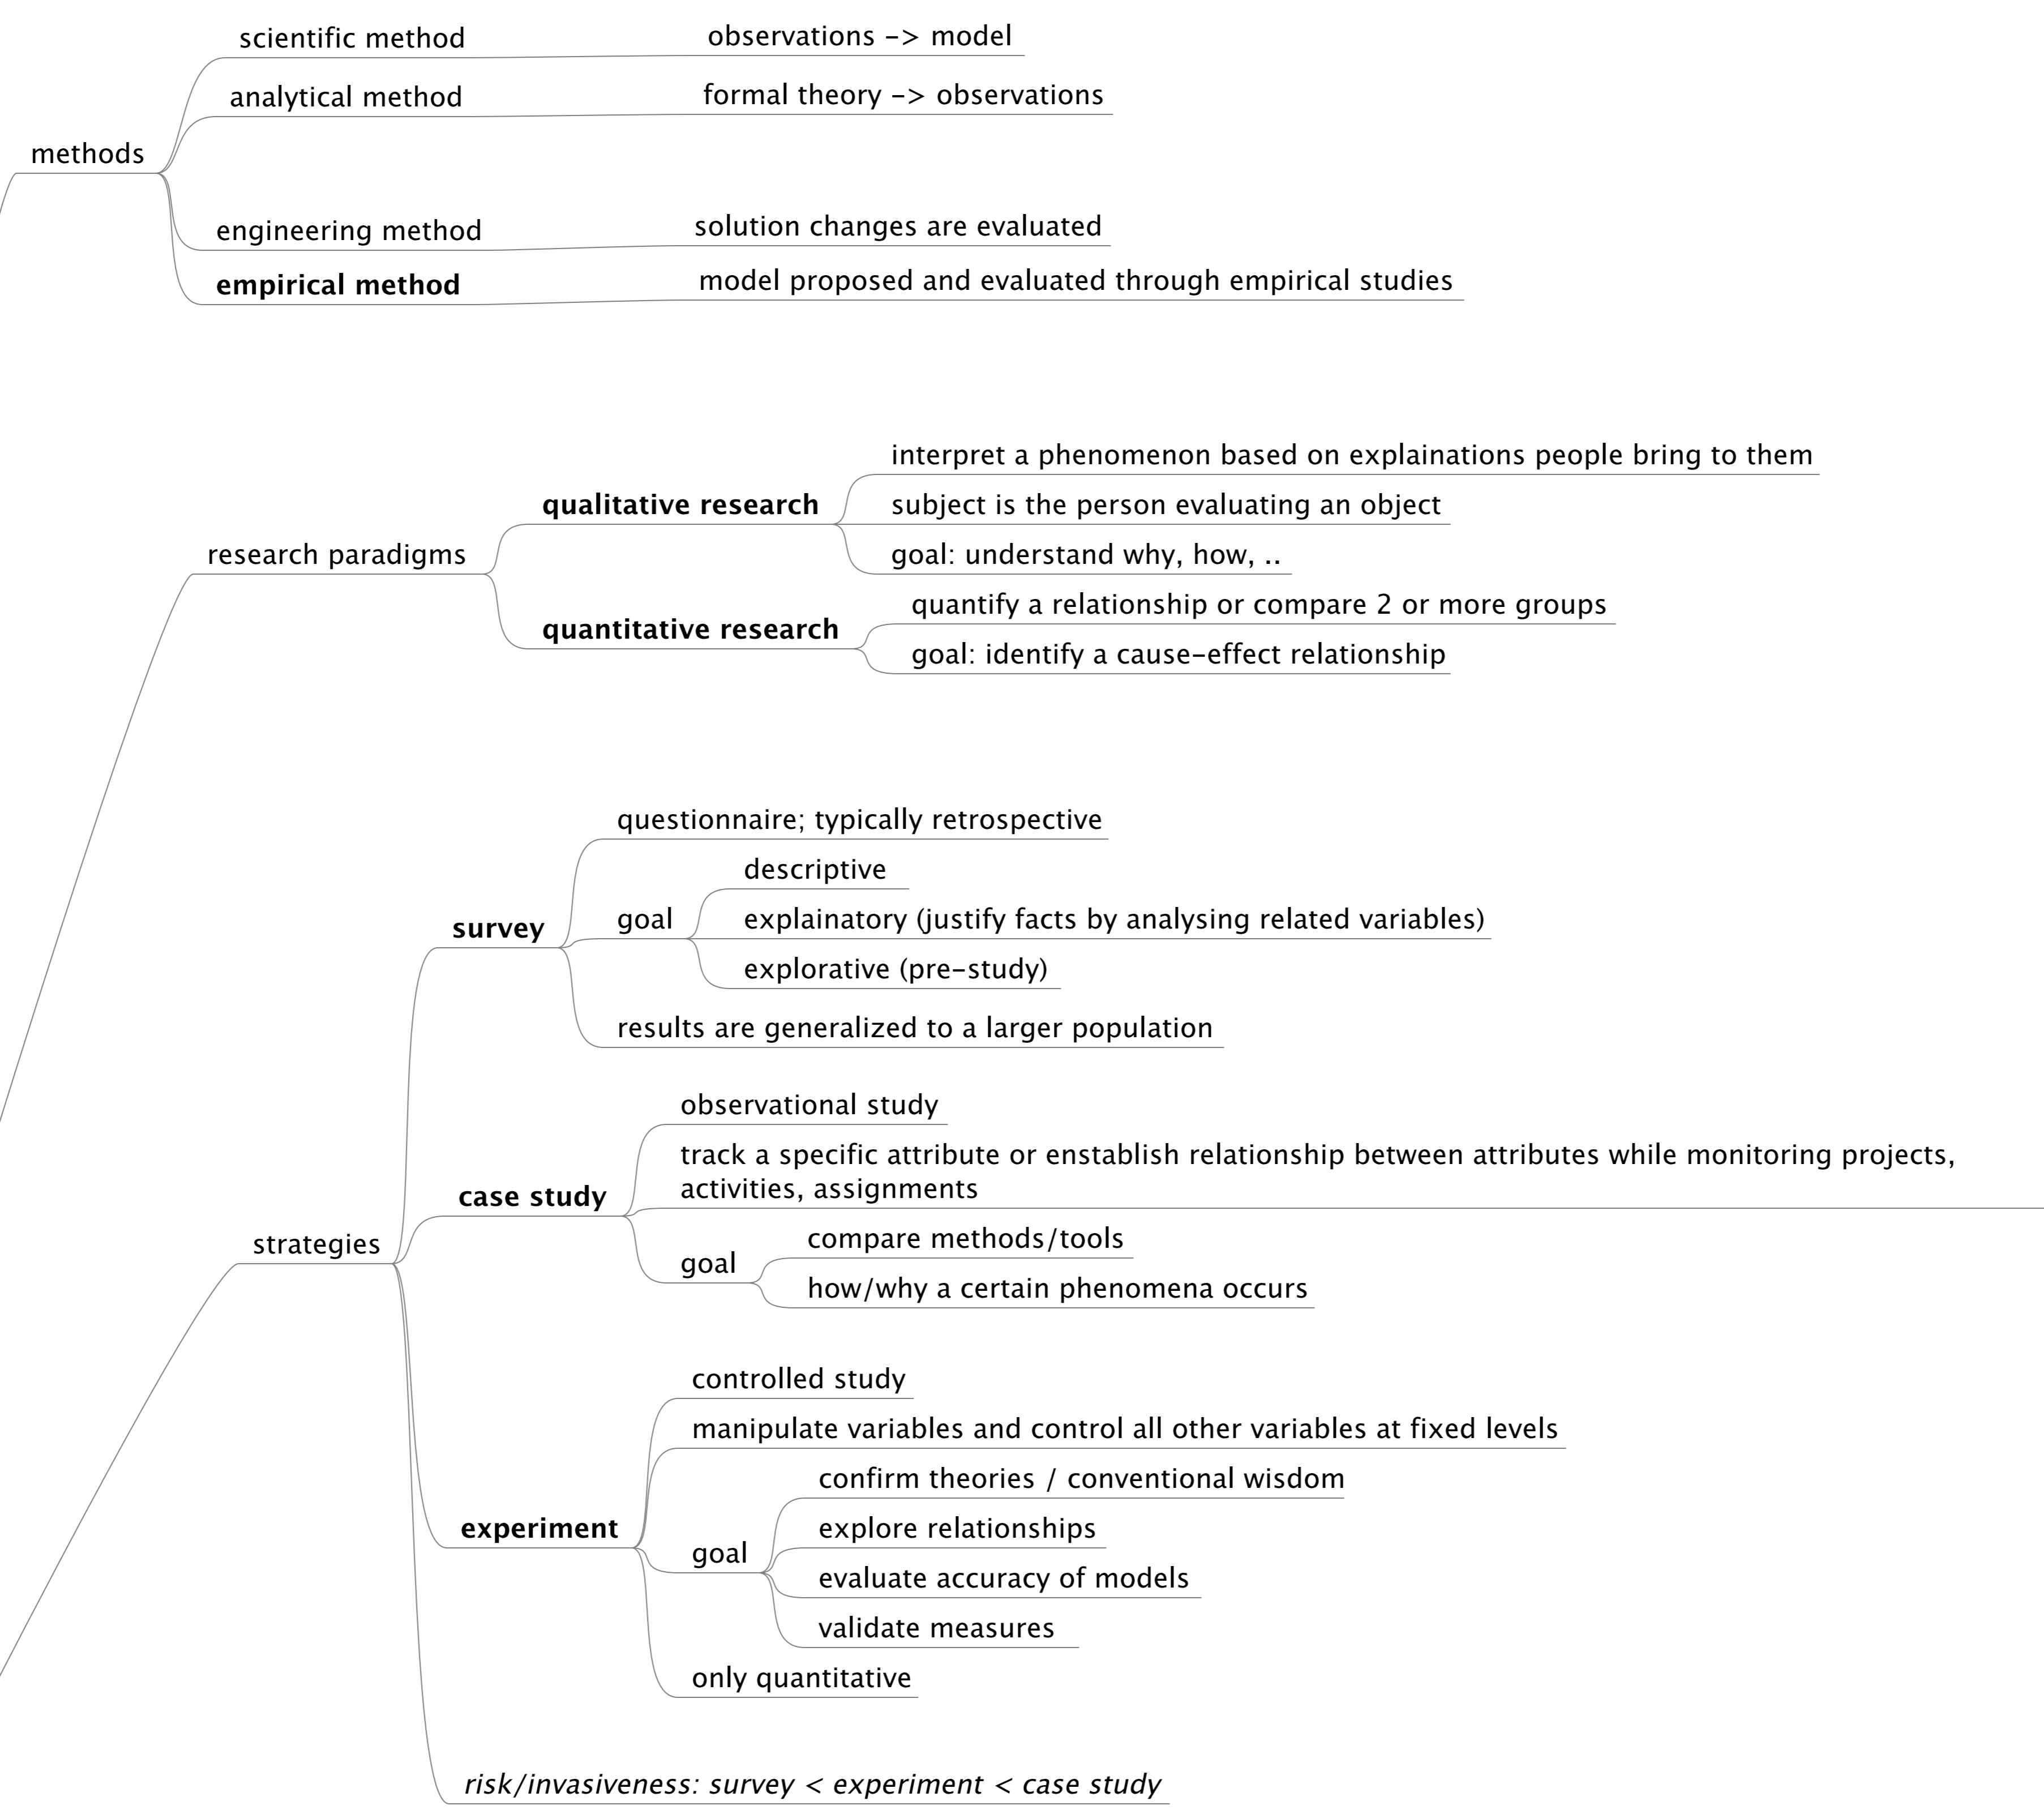 methods
scientific method
observations -> model
analytical method
formal theory -> observations
engineering method
solution changes are evaluated
empirical method
model proposed and evaluated through empirical studies
research paradigms
qualitative research
interpret a phenomenon based on explainations people bring to them
subject is the person evaluating an object
goal: understand why, how, ..
quantitative research
quantify a relationship or compare 2 or more groups
goal: identify a cause-effect relationship
strategies
survey
questionnaire; typically retrospective
goal
descriptive
explainatory (justify facts by analysing related variables)
explorative (pre-study)
results are generalized to a larger population
case study
observational study
track a specific attribute or enstablish relationship between attributes while monitoring projects,
activities, assignments
goal
compare methods/tools
how/why a certain phenomena occurs
experiment
controlled study
manipulate variables and control all other variables at fixed levels
goal
confirm theories / conventional wisdom
explore relationships
evaluate accuracy of models
validate measures
only quantitative
risk/invasiveness: survey < experiment < case study